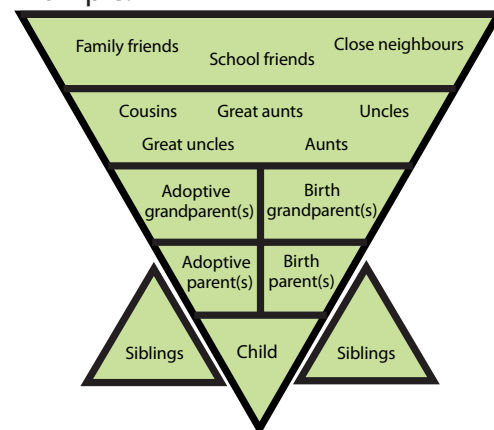 Family friends
School friends
Close neighbours
Cousins
Great aunts
Uncles
Great uncles
Aunts
Adoptive
grandparent(s)
Birth
grandparent(s)
Adoptive
parent(s)
Birth
parent(s)
Siblings
Child
Siblings